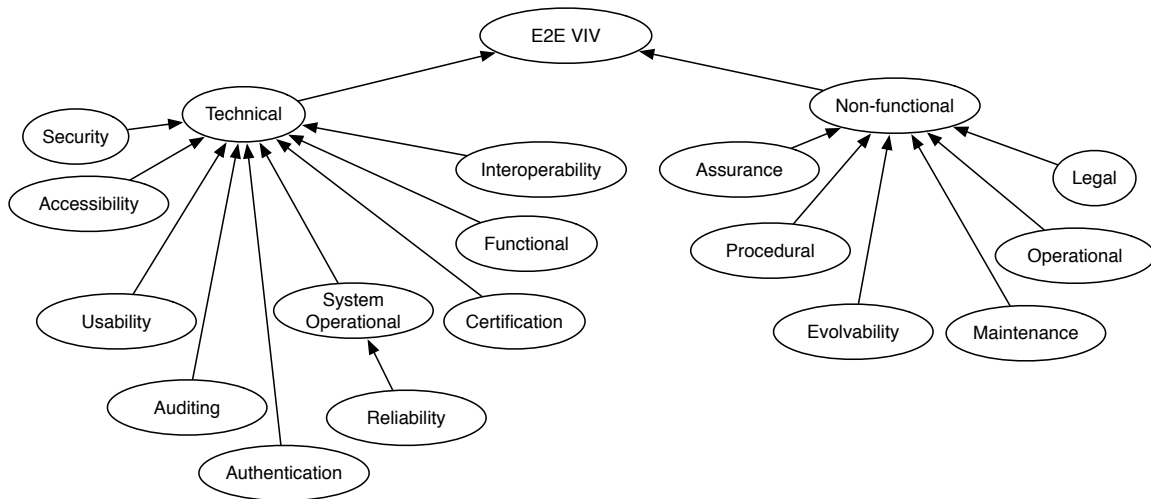 E2E VIV
Technical
Non-functional
Security
Interoperability
Assurance
Legal
Accessibility
Functional
Procedural
Operational
Usability
System
Operational
Certification
Evolvability
Maintenance
Auditing
Reliability
Authentication